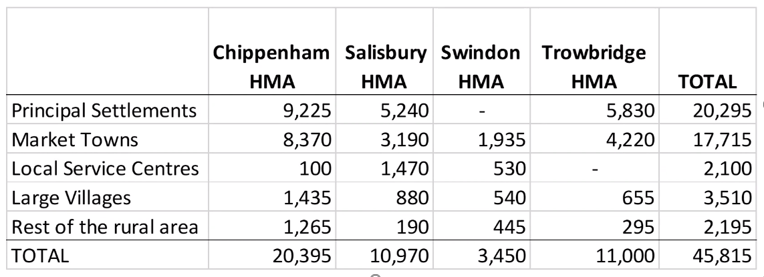 Chippenham HMA Salisbury HMA Swindon HMA Trowbridge HMA TOTAL
Principal Settlements 9,225 5,240 - 5,830 20,295
Market Towns 8,370 3,190 1,935 4,220 17,715
Local Service Centres 100 1,470 530 - 2,100
Large Villages 1,435 880 540 655 3,510
Rest of the rural area 1,265 190 445 295 2,195
TOTAL 20,395 10,970 3,450 11,000 45,815